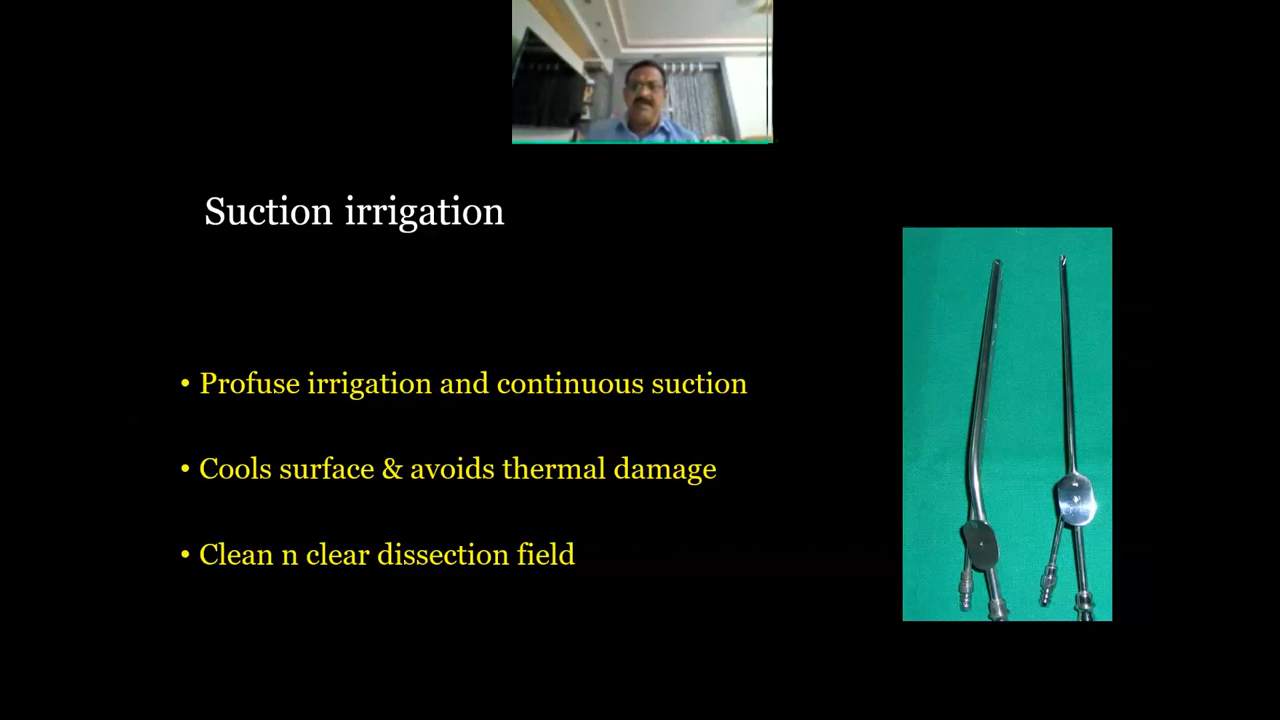 Suction irrigation
• Profuse irrigation and continuous suction
• Cools surface & avoids thermal damage
• Clean n clear dissection field